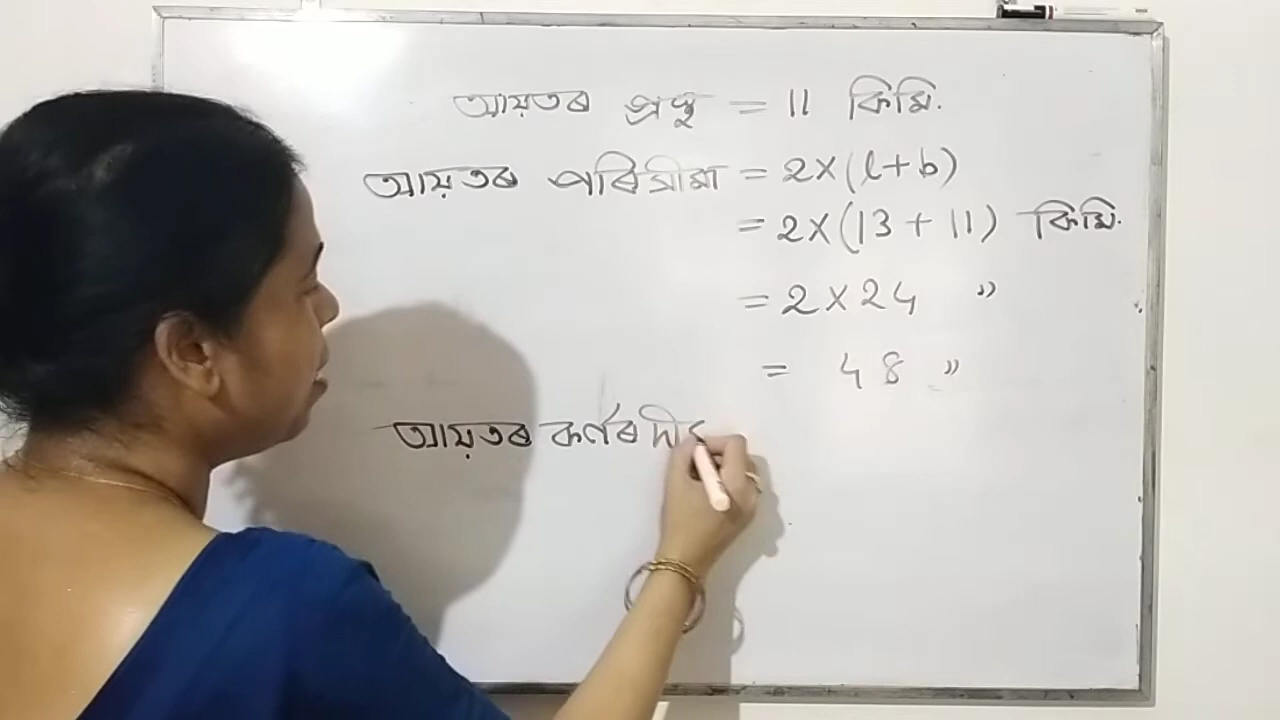 আয়তৰ প্ৰস্থ = 11 কিমি.
আয়তৰ পৰিসীমা = 2×(l+b)
= 2×(13 + 11) কিমি.
= 2×24 "
= 48 "
আয়তৰ কৰ্ণৰ